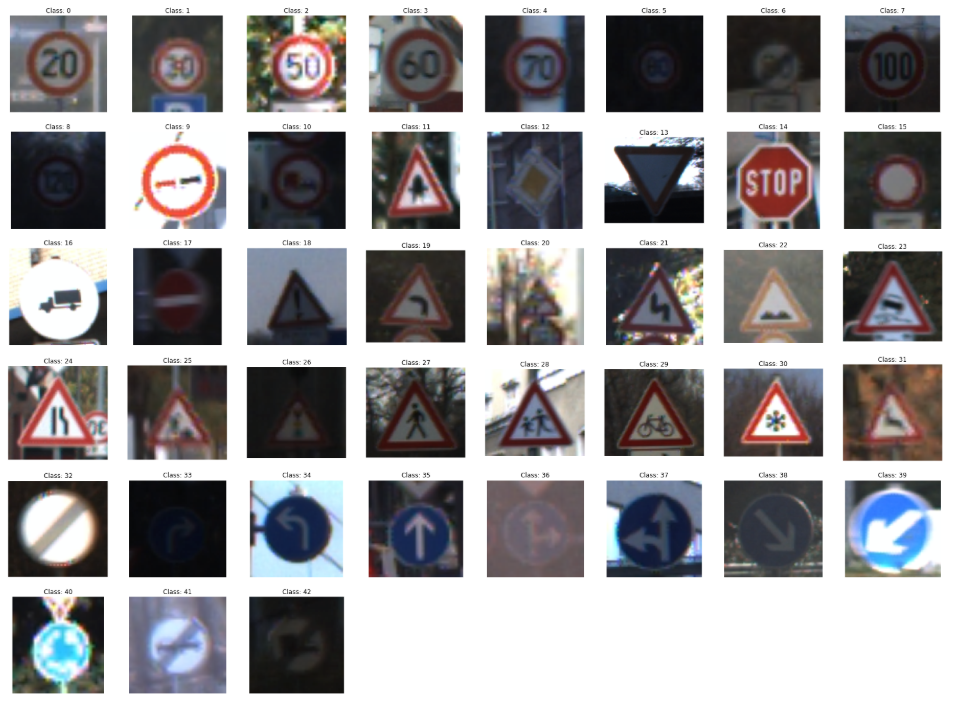 Class: 0 Class: 1 Class: 2 Class: 3 Class: 4 Class: 5 Class: 6 Class: 7
20 30 50 60 70 80 100
Class: 8 Class: 9 Class: 10 Class: 11 Class: 12 Class: 13 Class: 14 Class: 15
120 STOP
Class: 16 Class: 17 Class: 18 Class: 19 Class: 20 Class: 21 Class: 22 Class: 23
Class: 24 Class: 25 Class: 26 Class: 27 Class: 28 Class: 29 Class: 30 Class: 31
Class: 32 Class: 33 Class: 34 Class: 35 Class: 36 Class: 37 Class: 38 Class: 39
Class: 40 Class: 41 Class: 42